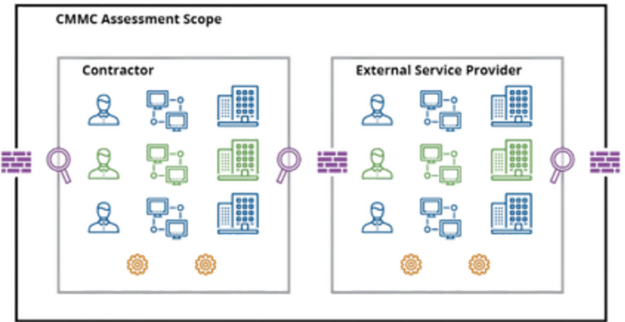 CMMC Assessment Scope
Contractor
External Service Provider